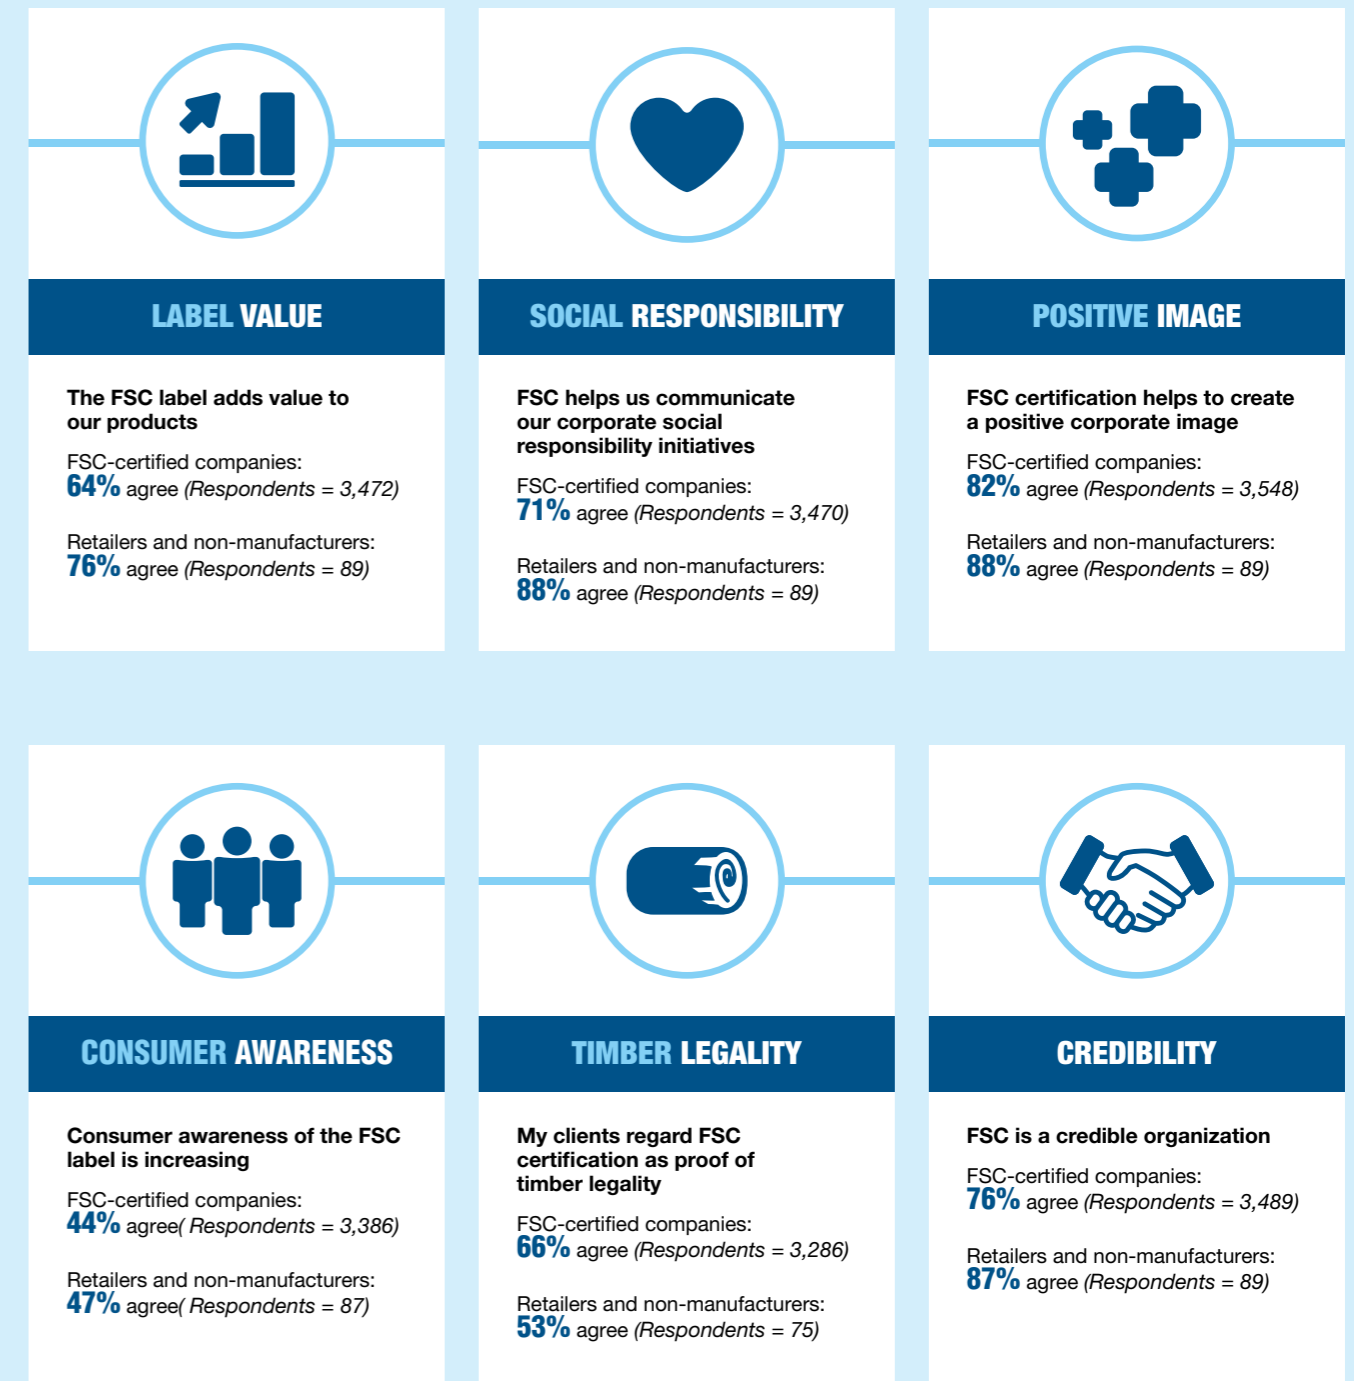 LABEL VALUE
The FSC label adds value to
our products
FSC-certified companies:
64% agree (Respondents = 3,472)
Retailers and non-manufacturers:
76% agree (Respondents = 89)
SOCIAL RESPONSIBILITY
FSC helps us communicate
our corporate social
responsibility initiatives
FSC-certified companies:
71% agree (Respondents = 3,470)
Retailers and non-manufacturers:
88% agree (Respondents = 89)
POSITIVE IMAGE
FSC certification helps to create
a positive corporate image
FSC-certified companies:
82% agree (Respondents = 3,548)
Retailers and non-manufacturers:
88% agree (Respondents = 89)
CONSUMER AWARENESS
Consumer awareness of the FSC
label is increasing
FSC-certified companies:
44% agree( Respondents = 3,386)
Retailers and non-manufacturers:
47% agree( Respondents = 87)
TIMBER LEGALITY
My clients regard FSC
certification as proof of
timber legality
FSC-certified companies:
66% agree (Respondents = 3,286)
Retailers and non-manufacturers:
53% agree (Respondents = 75)
CREDIBILITY
FSC is a credible organization
FSC-certified companies:
76% agree (Respondents = 3,489)
Retailers and non-manufacturers:
87% agree (Respondents = 89)